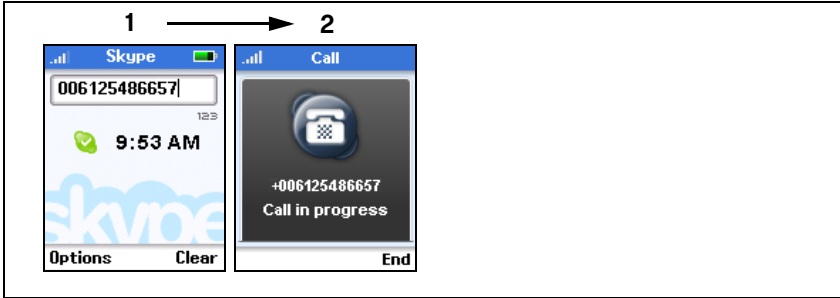 1 2
Skype
006125486657
123
9:53 AM
skype
Options Clear
Call
+006125486657
Call in progress
End